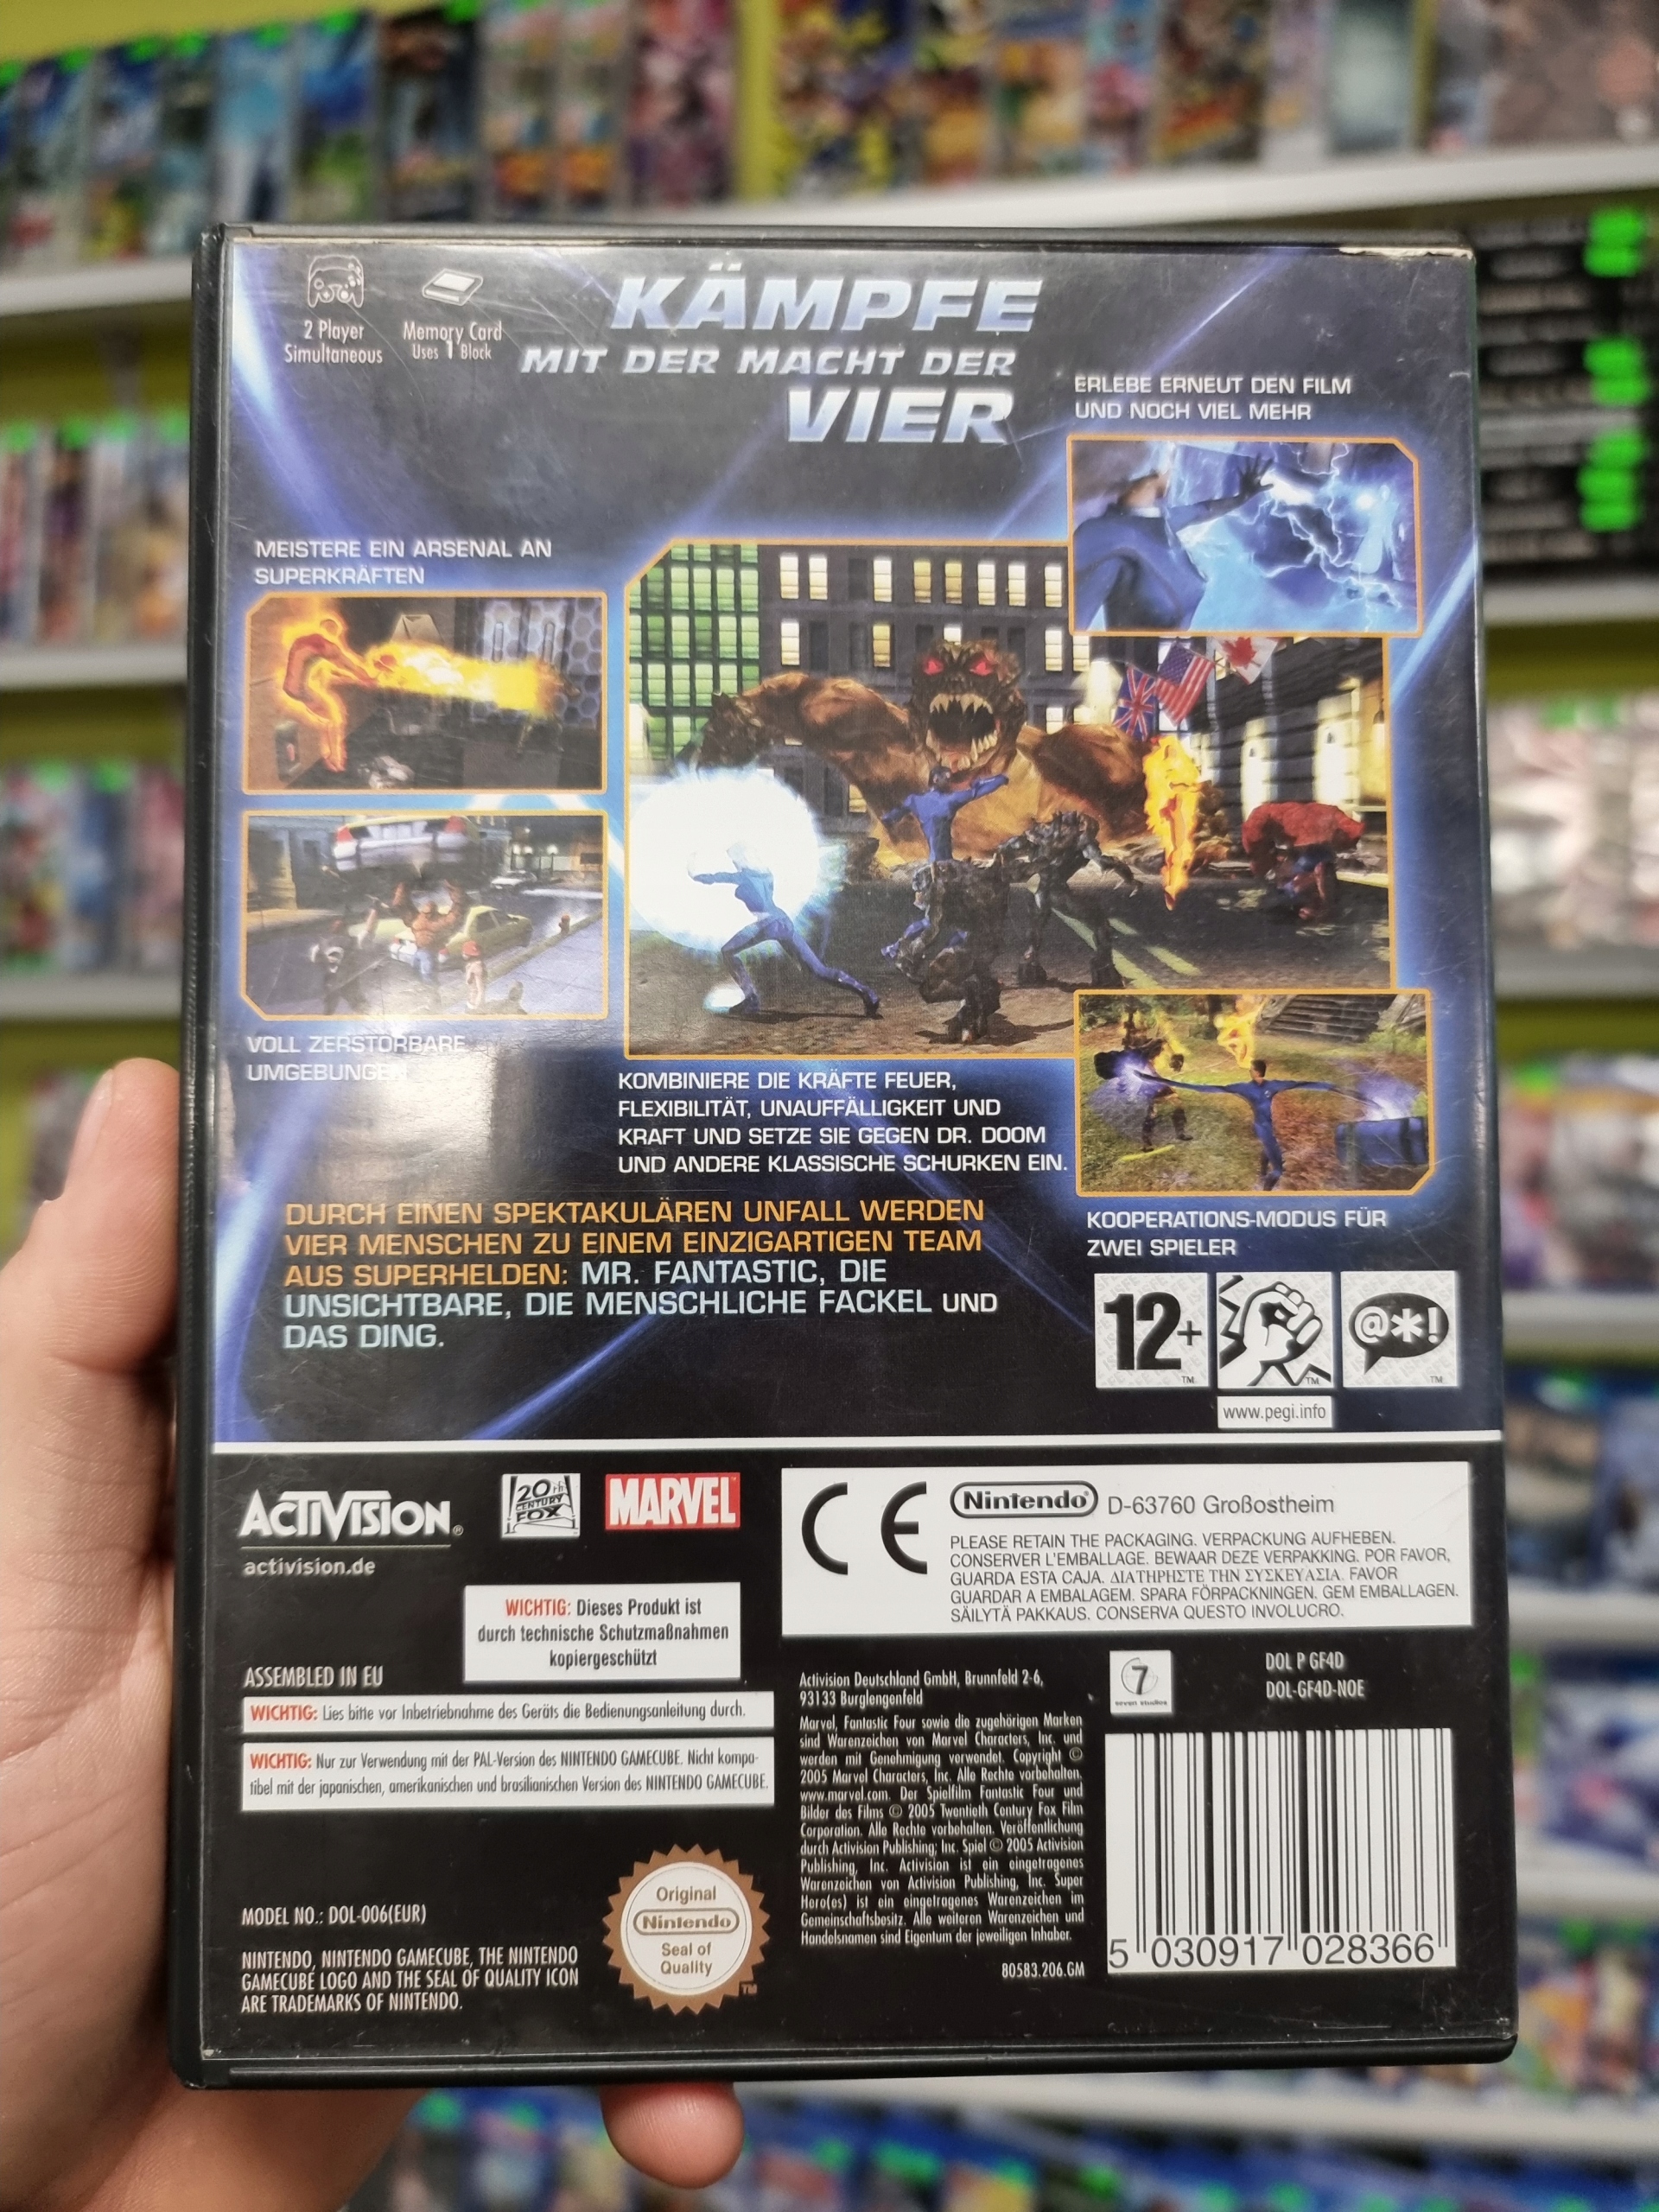 2 Player
Simultaneous
Memory Card
Uses 1 Block
KÄMPFE
MIT DER MACHT DER
VIER
ERLEBE ERNEUT DEN FILM
UND NOCH VIEL MEHR
MEISTERE EIN ARSENAL AN
SUPERKRÄFTEN
VOLL ZERSTÖRBARE
UMGEBUNGEN
KOMBINIERE DIE KRÄFTE FEUER,
FLEXIBILITÄT, UNAUFFÄLLIGKEIT UND
KRAFT UND SETZE SIE GEGEN DR. DOOM
UND ANDERE KLASSISCHE SCHURKEN EIN.
DURCH EINEN SPEKTAKULÄREN UNFALL WERDEN
VIER MENSCHEN ZU EINEM EINZIGARTIGEN TEAM
AUS SUPERHELDEN: MR. FANTASTIC, DIE
UNSICHTBARE, DIE MENSCHLICHE FACKEL UND
DAS DING.
KOOPERATIONS-MODUS FÜR
ZWEI SPIELER
12+
TM
TM
@*!
TM
www.pegi.info
ACTIVISION®
activision.de
20th
CENTURY
FOX
MARVEL
CE
Nintendo® D-63760 Großostheim
PLEASE RETAIN THE PACKAGING. VERPACKUNG AUFHEBEN.
CONSERVER L'EMBALLAGE. BEWAAR DEZE VERPAKKING. POR FAVOR,
GUARDA ESTA CAJA. ΔΙΑΤΗΡΗΣΤΕ ΤΗΝ ΣΥΣΚΕΥΑΣΙΑ. FAVOR
GUARDAR A EMBALAGEM. SPARA FÖRPACKNINGEN. GEM EMBALLAGEN.
SÄILYTÄ PAKKAUS. CONSERVA QUESTO INVOLUCRO.
WICHTIG: Dieses Produkt ist
durch technische Schutzmaßnahmen
kopiergeschützt
ASSEMBLED IN EU
WICHTIG: Lies bitte vor Inbetriebnahme des Geräts die Bedienungsanleitung durch.
WICHTIG: Nur zur Verwendung mit der PAL-Version des NINTENDO GAMECUBE. Nicht kompa-
tibel mit der japanischen, amerikanischen und brasilianischen Version des NINTENDO GAMECUBE.
MODEL NO.: DOL-006(EUR)
NINTENDO, NINTENDO GAMECUBE, THE NINTENDO
GAMECUBE LOGO AND THE SEAL OF QUALITY ICON
ARE TRADEMARKS OF NINTENDO.
Original
Nintendo
Seal of
Quality
TM
Activision Deutschland GmbH, Brunnfeld 2-6,
93133 Burglengenfeld
Marvel, Fantastic Four sowie die zugehörigen Marken
sind Warenzeichen von Marvel Characters, Inc. und
werden mit Genehmigung verwendet. Copyright ©
2005 Marvel Characters, Inc. Alle Rechte vorbehalten.
www.marvel.com. Der Spielfilm Fantastic Four und
Bilder des Films © 2005 Twentieth Century Fox Film
Corporation. Alle Rechte vorbehalten. Veröffentlichung
durch Activision Publishing; Inc. Spiel © 2005 Activision
Publishing, Inc. Activision ist ein eingetragenes
Warenzeichen von Activision Publishing, Inc. Super
Hero(es) ist ein eingetragenes Warenzeichen im
Gemeinschaftsbesitz. Alle weiteren Warenzeichen und
Handelsnamen sind Eigentum der jeweiligen Inhaber.
80583.206.GM
7
seven studios
DOL P GF4D
DOL-GF4D-NOE
5 030917 028366